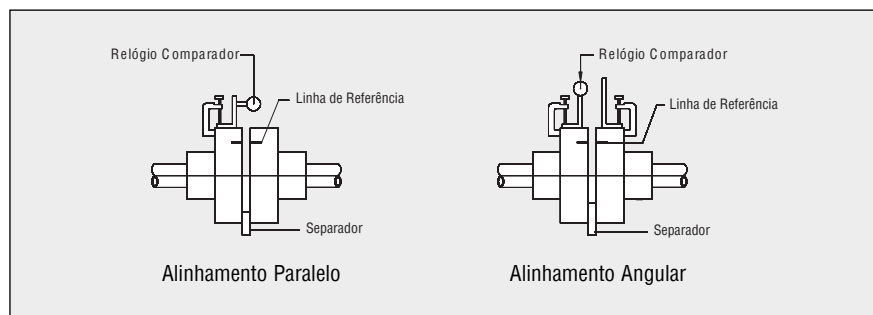 Relógio Comparador
Linha de Referência
Separador
Alinhamento Paralelo
Relógio Comparador
Linha de Referência
Separador
Alinhamento Angular